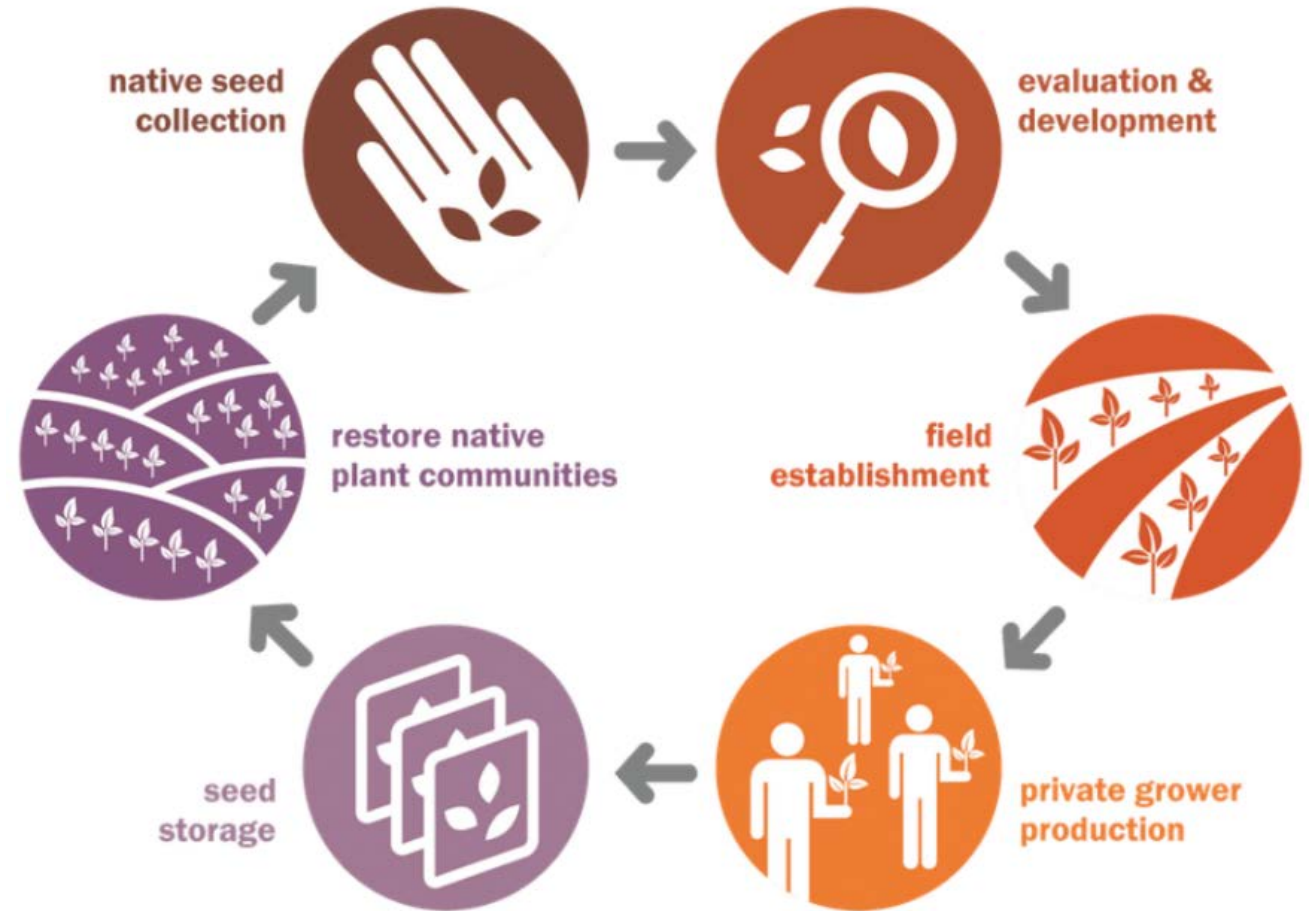 native seed
collection
evaluation &
development
field
establishment
private grower
production
seed
storage
restore native
plant communities